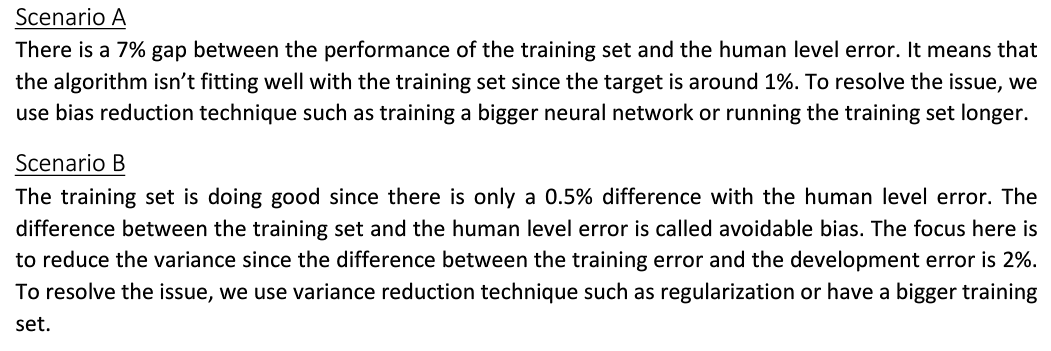 Scenario A
There is a 7% gap between the performance of the training set and the human level error. It means that
the algorithm isn’t fitting well with the training set since the target is around 1%. To resolve the issue, we
use bias reduction technique such as training a bigger neural network or running the training set longer.
Scenario B
The training set is doing good since there is only a 0.5% difference with the human level error. The
difference between the training set and the human level error is called avoidable bias. The focus here is
to reduce the variance since the difference between the training error and the development error is 2%.
To resolve the issue, we use variance reduction technique such as regularization or have a bigger training
set.